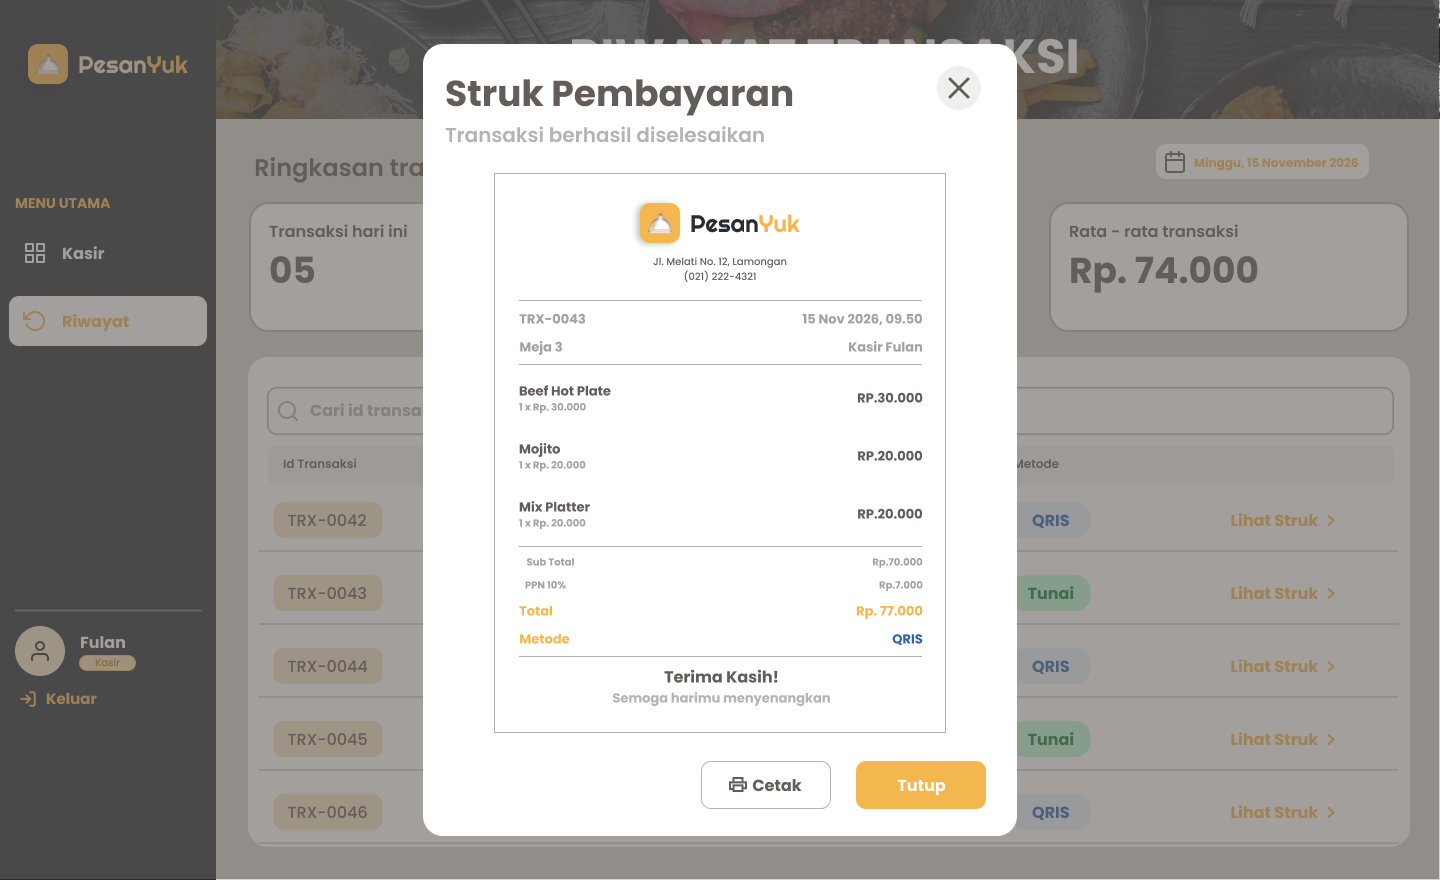 PesanYuk
RIWAYAT TRANSAKSI
MENU UTAMA
Kasir
Riwayat
Fulan
Kasir
Keluar
Ringkasan tra
Minggu, 15 November 2026
Transaksi hari ini
05
Rata - rata transaksi
Rp. 74.000
Cari id transa
Id Transaksi
Metode
TRX-0042
QRIS
Lihat Struk
TRX-0043
Tunai
Lihat Struk
TRX-0044
QRIS
Lihat Struk
TRX-0045
Tunai
Lihat Struk
TRX-0046
QRIS
Lihat Struk
Struk Pembayaran
Transaksi berhasil diselesaikan
PesanYuk
Jl. Melati No. 12, Lamongan
(021) 222-4321
TRX-0043 15 Nov 2026, 09.50
Meja 3 Kasir Fulan
Beef Hot Plate
1 x Rp. 30.000
RP.30.000
Mojito
1 x Rp. 20.000
RP.20.000
Mix Platter
1 x Rp. 20.000
RP.20.000
Sub Total Rp.70.000
PPN 10% Rp.7.000
Total Rp. 77.000
Metode QRIS
Terima Kasih!
Semoga harimu menyenangkan
Cetak
Tutup